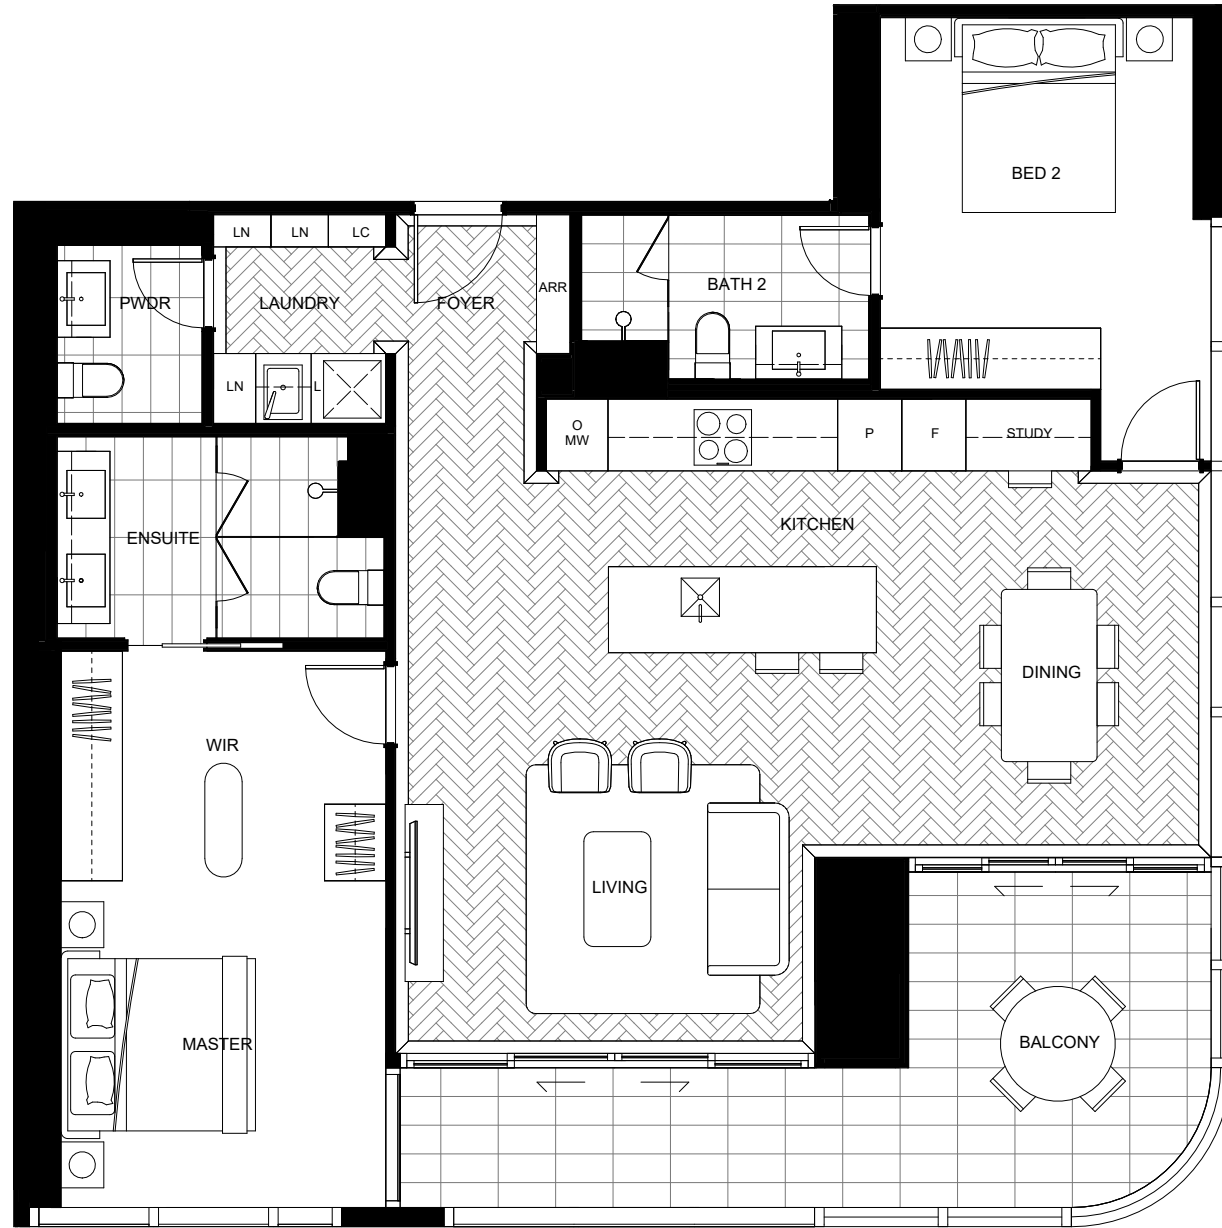 BED 2
LN
LN
LC
BATH 2
ARR
PWDR
LAUNDRY
FOYER
LN
L
O
MW
P
F
STUDY
KITCHEN
ENSUITE
DINING
WIR
LIVING
MASTER
BALCONY